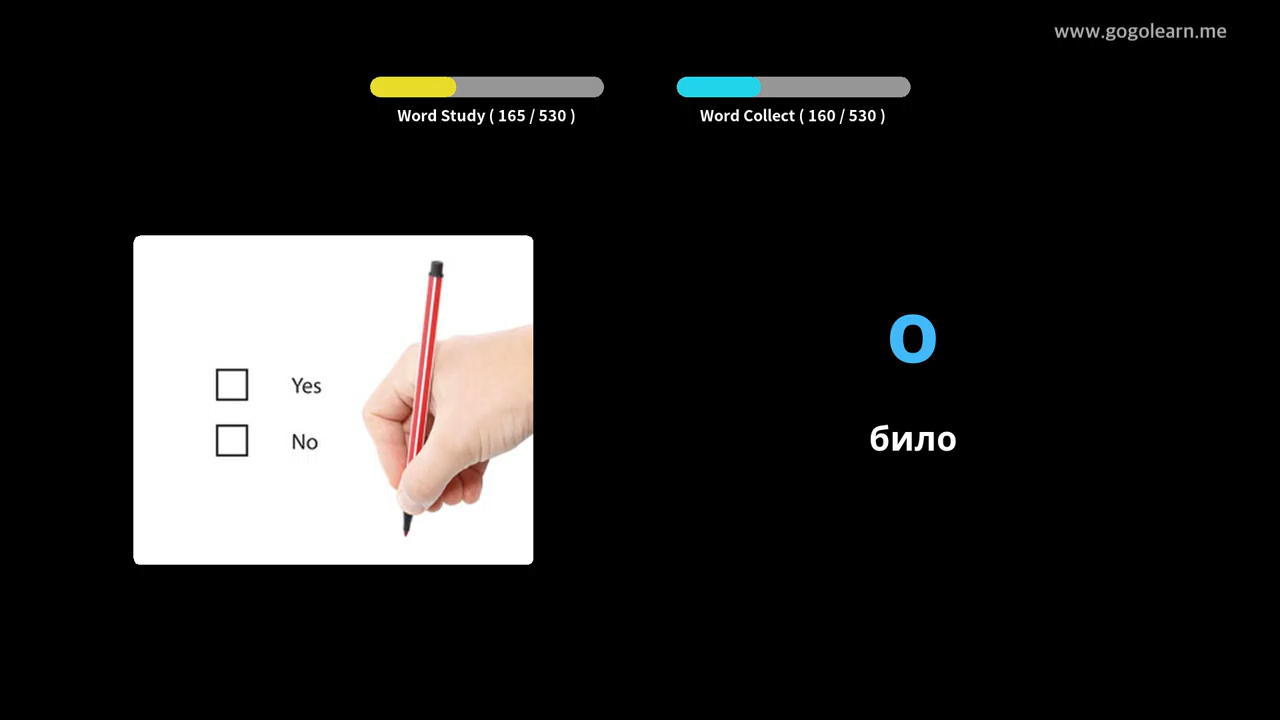 www.gogolearn.me
Word Study ( 165 / 530 )
Word Collect ( 160 / 530 )
Yes
No
o
било